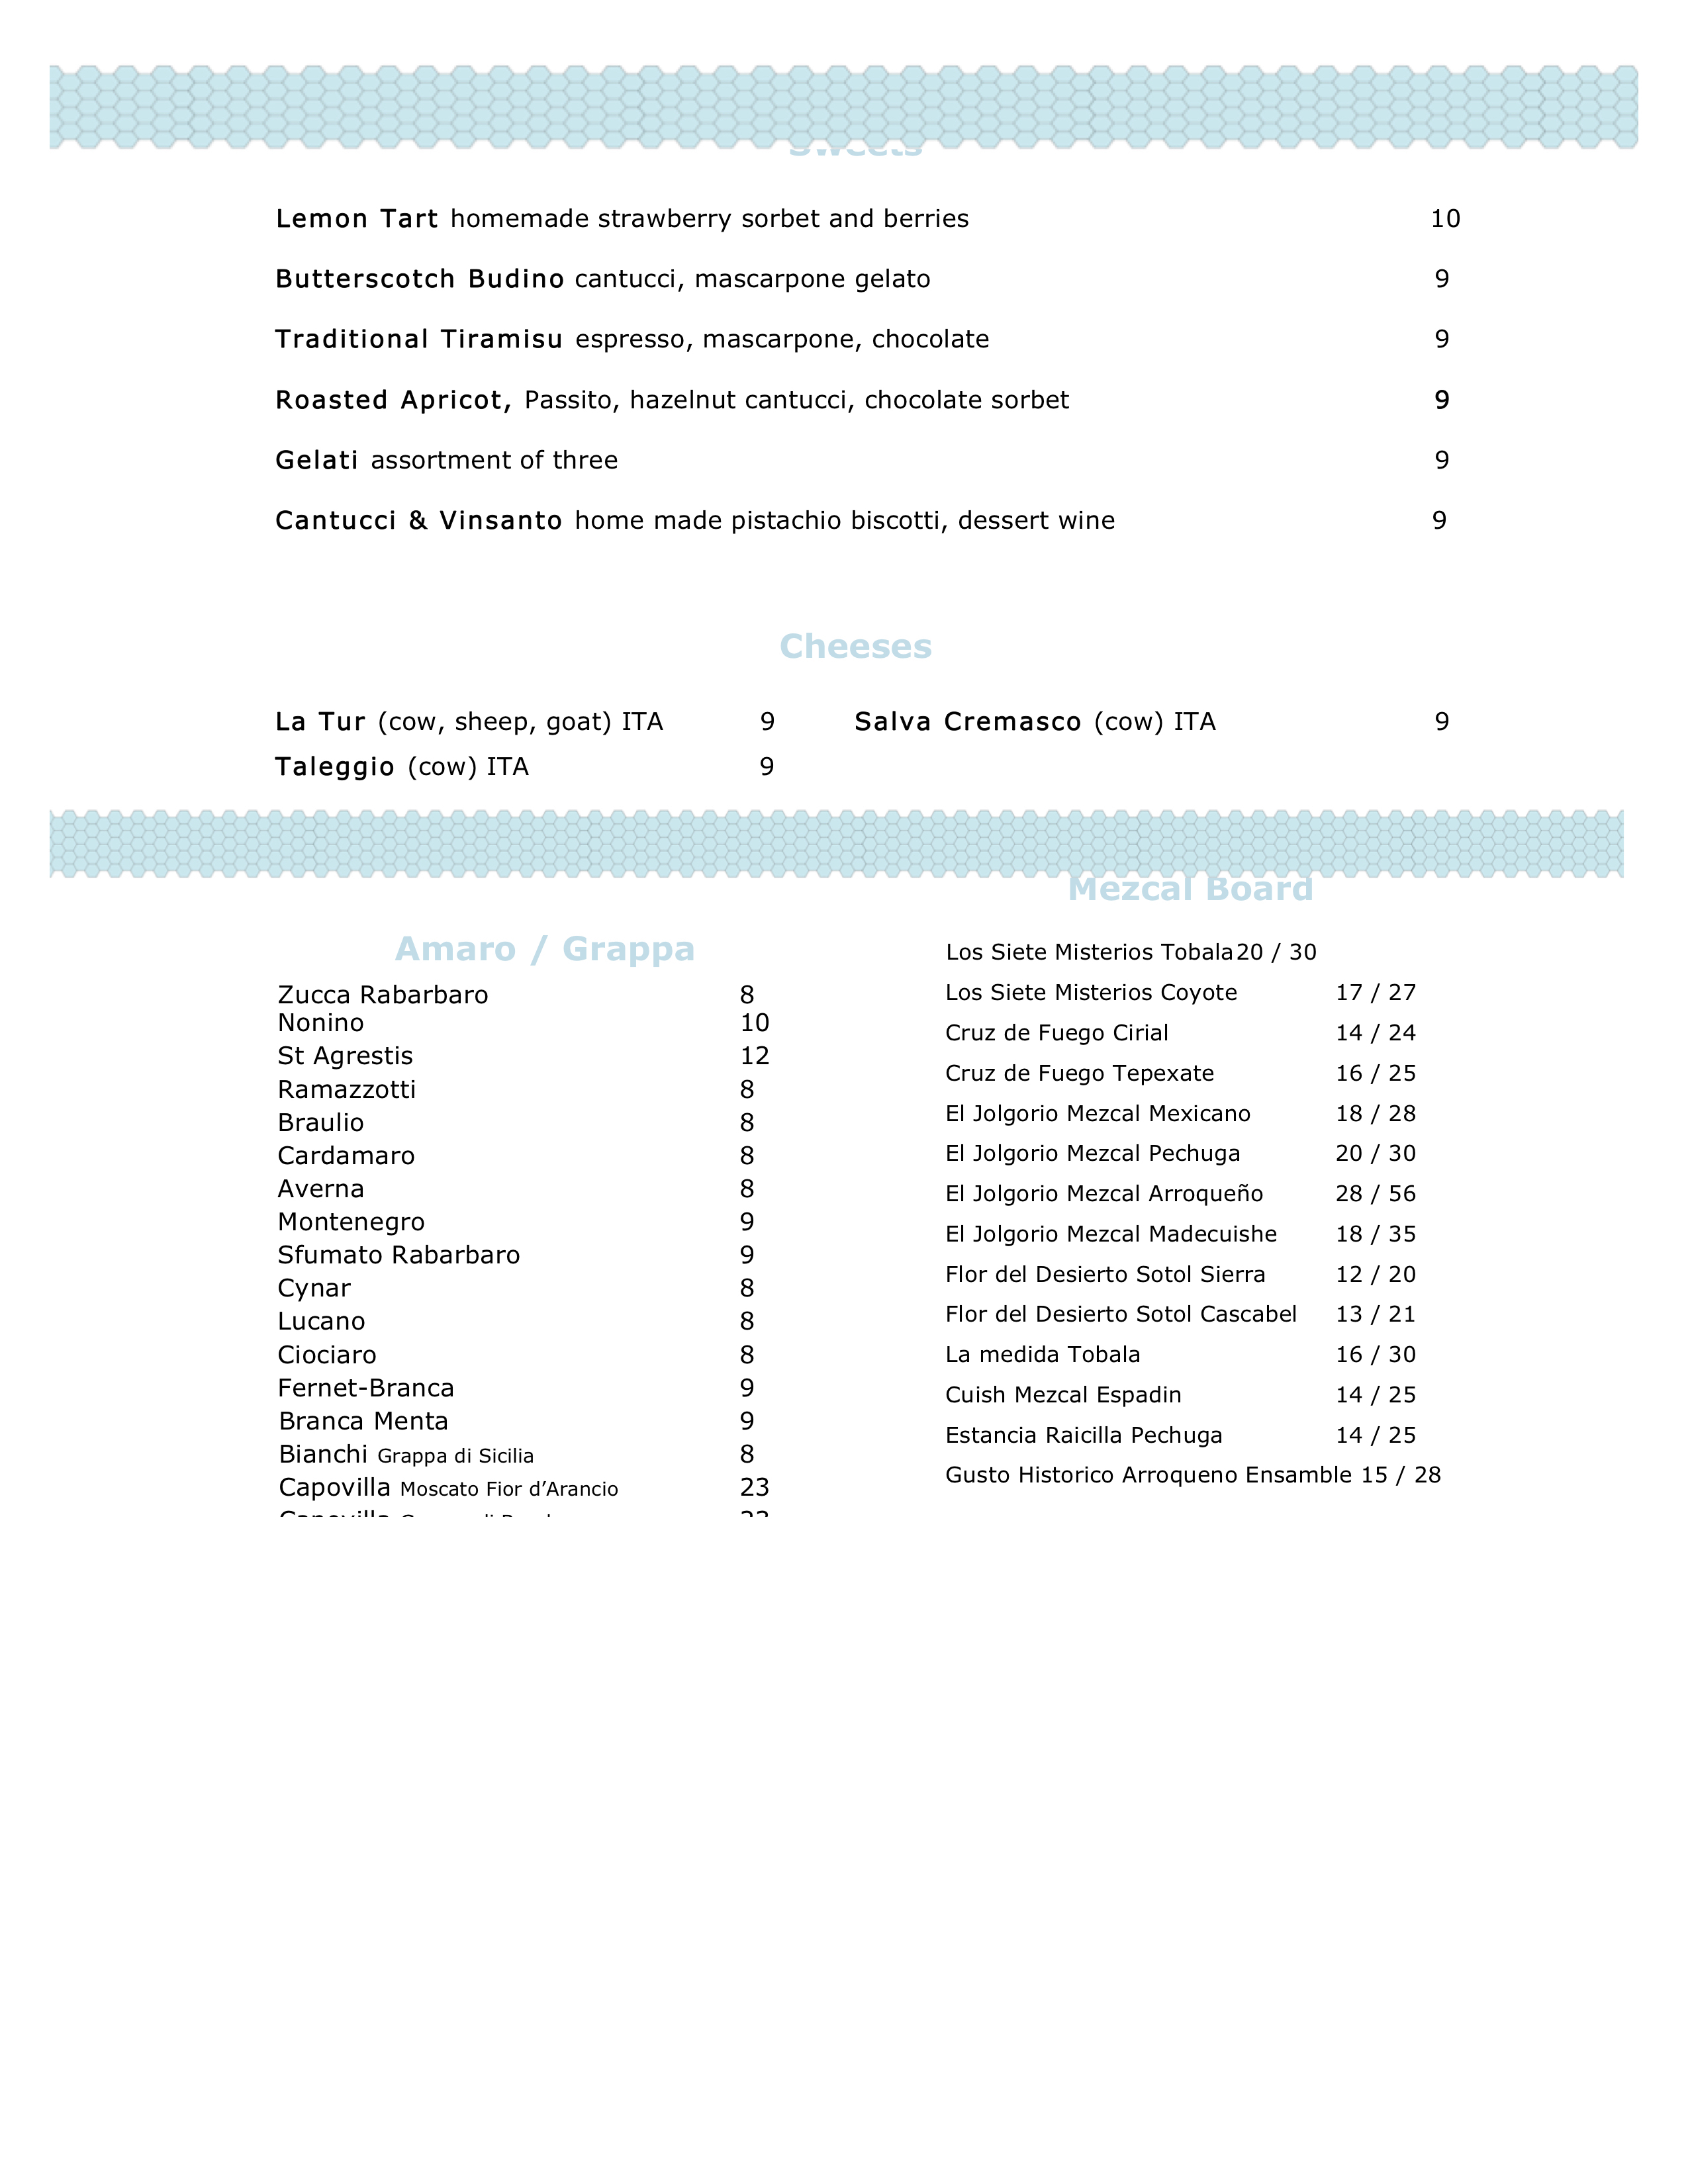 Sweets
Lemon Tart homemade strawberry sorbet and berries 10
Butterscotch Budino cantucci, mascarpone gelato 9
Traditional Tiramisu espresso, mascarpone, chocolate 9
Roasted Apricot, Passito, hazelnut cantucci, chocolate sorbet 9
Gelati assortment of three 9
Cantucci & Vinsanto home made pistachio biscotti, dessert wine 9
Cheeses
La Tur (cow, sheep, goat) ITA 9 Salva Cremasco (cow) ITA 9
Taleggio (cow) ITA 9
Amaro / Grappa
Zucca Rabarbaro 8
Nonino 10
St Agrestis 12
Ramazzotti 8
Braulio 8
Cardamaro 8
Averna 8
Montenegro 9
Sfumato Rabarbaro 9
Cynar 8
Lucano 8
Ciociaro 8
Fernet-Branca 9
Branca Menta 9
Bianchi Grappa di Sicilia 8
Capovilla Moscato Fior d’Arancio 23
Capovilla
Mezcal Board
Los Siete Misterios Tobala 20 / 30
Los Siete Misterios Coyote 17 / 27
Cruz de Fuego Cirial 14 / 24
Cruz de Fuego Tepexate 16 / 25
El Jolgorio Mezcal Mexicano 18 / 28
El Jolgorio Mezcal Pechuga 20 / 30
El Jolgorio Mezcal Arroqueño 28 / 56
El Jolgorio Mezcal Madecuishe 18 / 35
Flor del Desierto Sotol Sierra 12 / 20
Flor del Desierto Sotol Cascabel 13 / 21
La medida Tobala 16 / 30
Cuish Mezcal Espadin 14 / 25
Estancia Raicilla Pechuga 14 / 25
Gusto Historico Arroqueno Ensamble 15 / 28